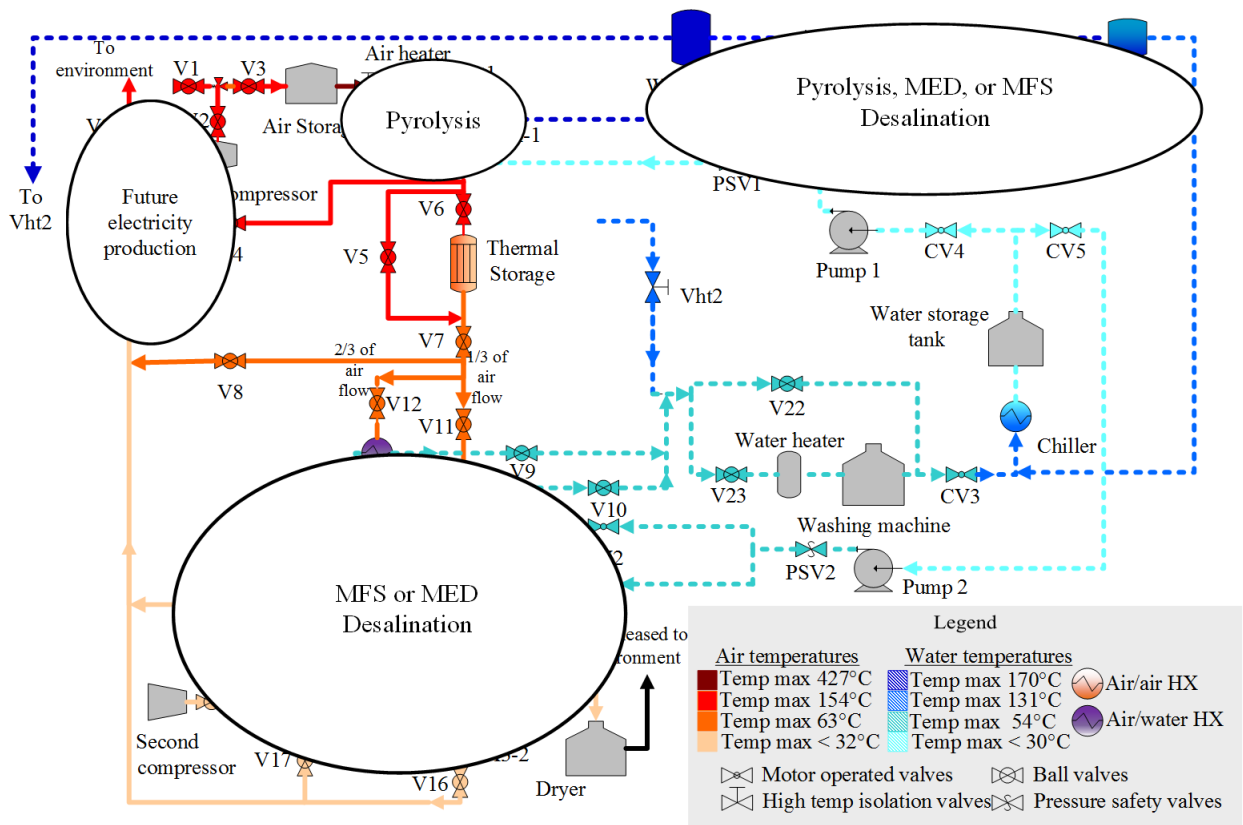 To
environment
V1
V3
Air heater
Air Storag
Pyrolysis
Pyrolysis, MED, or MFS
Desalination
PSV1
To
Vht2
Future
electricity
production
ompressor
V6
V5
Thermal
Storage
V7
Vht2
Pump 1
CV4
CV5
Water storage
tank
V8
2/3 of
air
flow
1/3 of
air
flow
V12
V11
V22
Water heater
Chiller
V9
V23
V10
CV3
Washing machine
PSV2
Pump 2
MFS or MED
Desalination
eased to
ronment
Second
compressor
V17
V16
Dryer
Legend
Air temperatures
Temp max 427°C
Temp max 154°C
Temp max 63°C
Temp max < 32°C
Water temperatures
Temp max 170°C
Temp max 131°C
Temp max 54°C
Temp max < 30°C
Air/air HX
Air/water HX
Motor operated valves
Ball valves
High temp isolation valves
Pressure safety valves